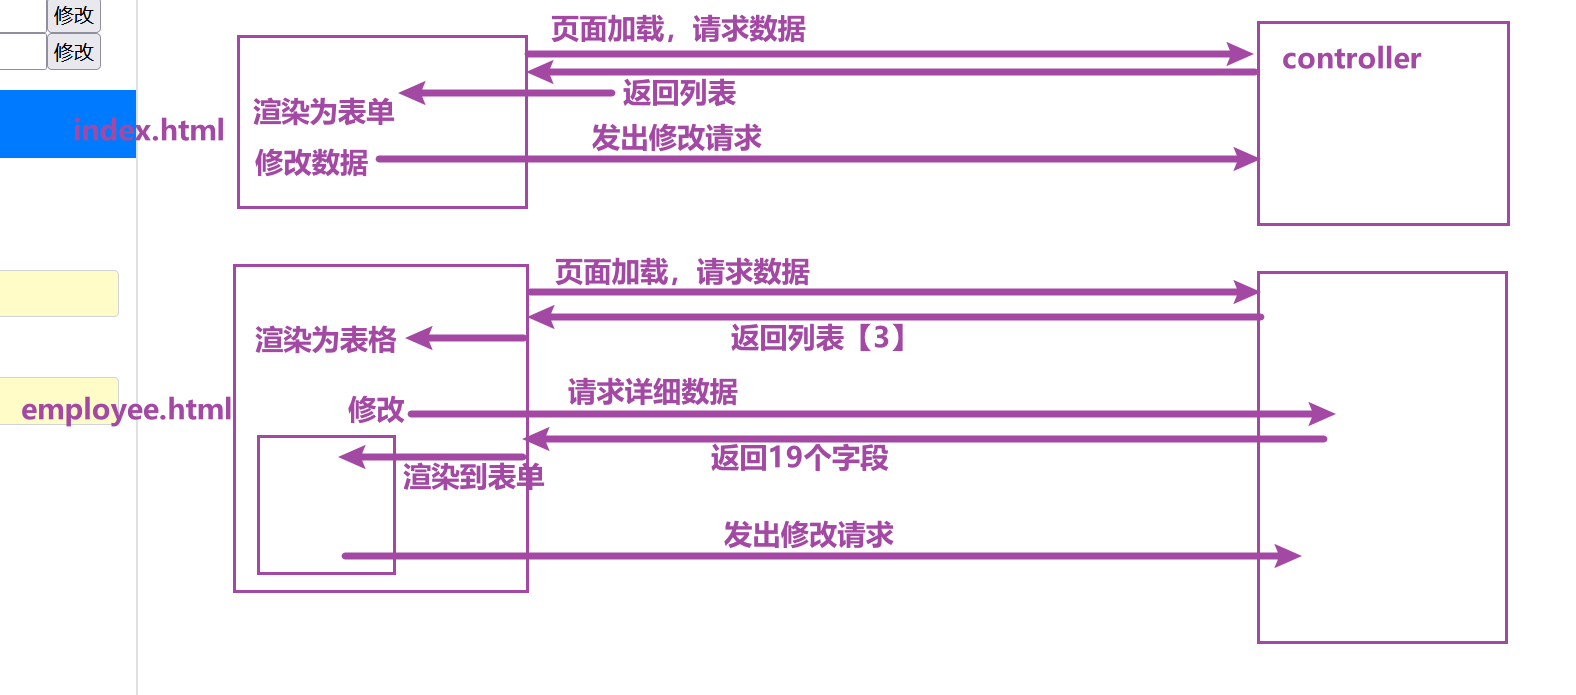 修改
修改
index.html
页面加载，请求数据
controller
返回列表
渲染为表单
发出修改请求
修改数据
employee.html
页面加载，请求数据
返回列表【3】
渲染为表格
请求详细数据
修改
返回19个字段
渲染到表单
发出修改请求